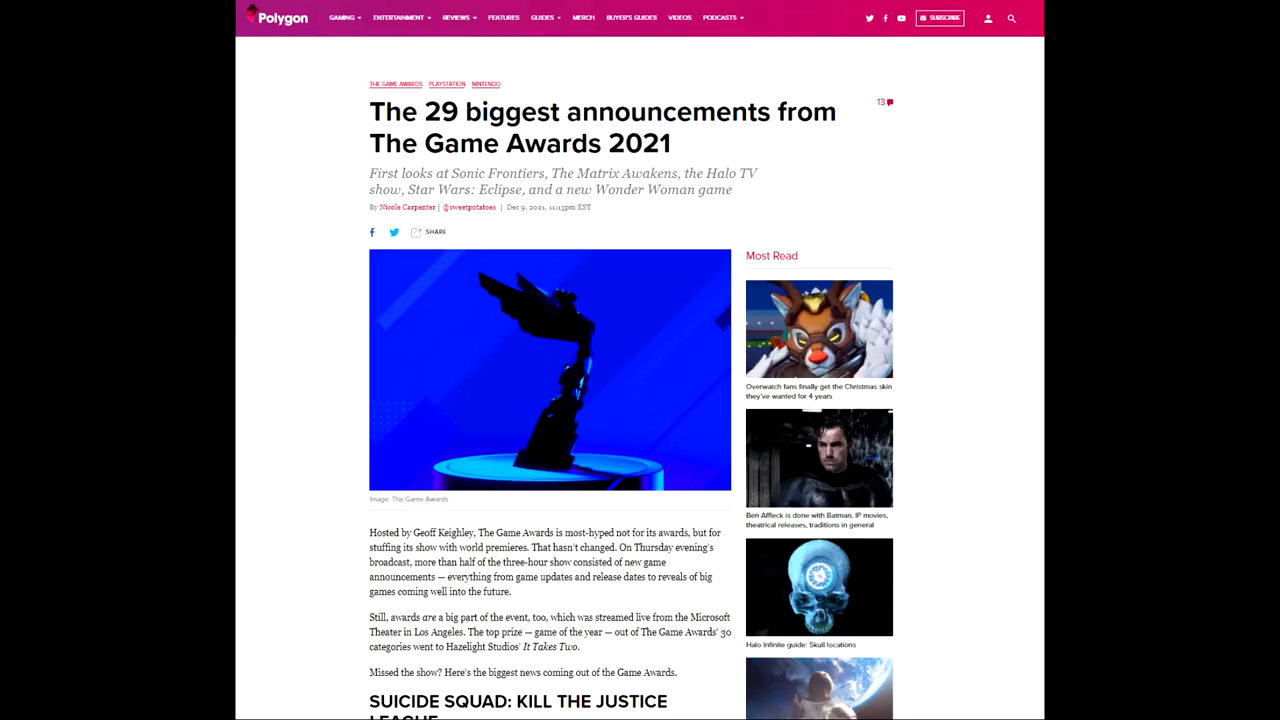 Polygon
GAMING ENTERTAINMENT REVIEWS FEATURES GUIDES MERCH BUYER'S GUIDES VIDEOS PODCASTS SUBSCRIBE
THE GAME AWARDS PLAYSTATION NINTENDO
The 29 biggest announcements from
The Game Awards 2021
13
First looks at Sonic Frontiers, The Matrix Awakens, the Halo TV
show, Star Wars: Eclipse, and a new Wonder Woman game
By Nicole Carpenter | @sweetpotatoes | Dec 9, 2021, 11:13pm EST
SHARE
Image: The Game Awards
Hosted by Geoff Keighley, The Game Awards is most-hyped not for its awards, but for
stuffing its show with world premieres. That hasn't changed. On Thursday evening's
broadcast, more than half of the three-hour show consisted of new game
announcements — everything from game updates and release dates to reveals of big
games coming well into the future.
Still, awards are a big part of the event, too, which was streamed live from the Microsoft
Theater in Los Angeles. The top prize — game of the year — out of The Game Awards' 30
categories went to Hazelight Studios' It Takes Two.
Missed the show? Here's the biggest news coming out of the Game Awards.
SUICIDE SQUAD: KILL THE JUSTICE
LEAGUE
Most Read
Overwatch fans finally get the Christmas skin
they've wanted for 4 years
Ben Affleck is done with Batman, IP movies,
theatrical releases, traditions in general
Halo Infinite guide: Skull locations